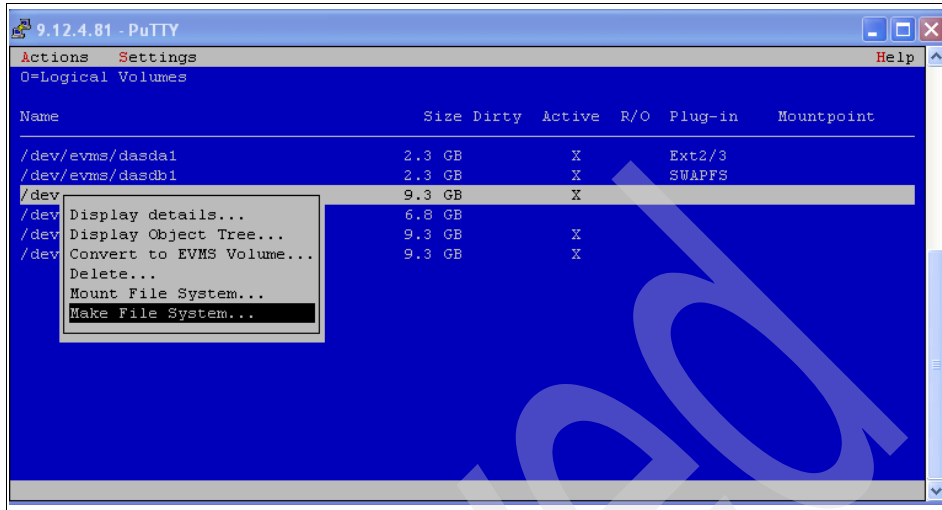 9.12.4.81 - PuTTY
Actions Settings Help
0=Logical Volumes
Name Size Dirty Active R/O Plug-in Mountpoint
/dev/evms/dasda1 2.3 GB X Ext2/3
/dev/evms/dasdb1 2.3 GB X SWAPFS
/dev 9.3 GB X
/dev 6.8 GB
/dev 9.3 GB X
/dev 9.3 GB X
Display details...
Display Object Tree...
Convert to EVMS Volume...
Delete...
Mount File System...
Make File System...